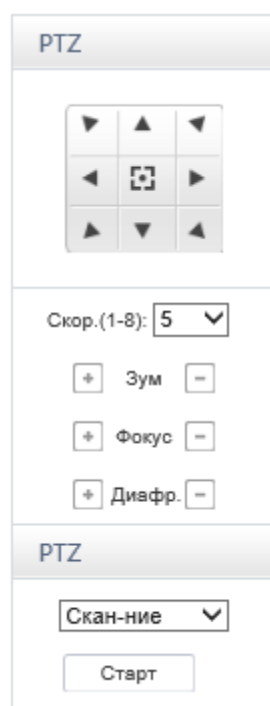 PTZ
Скор.(1-8): 5
+ Зум −
+ Фокус −
+ Диафр. −
PTZ
Скан-ние
Старт